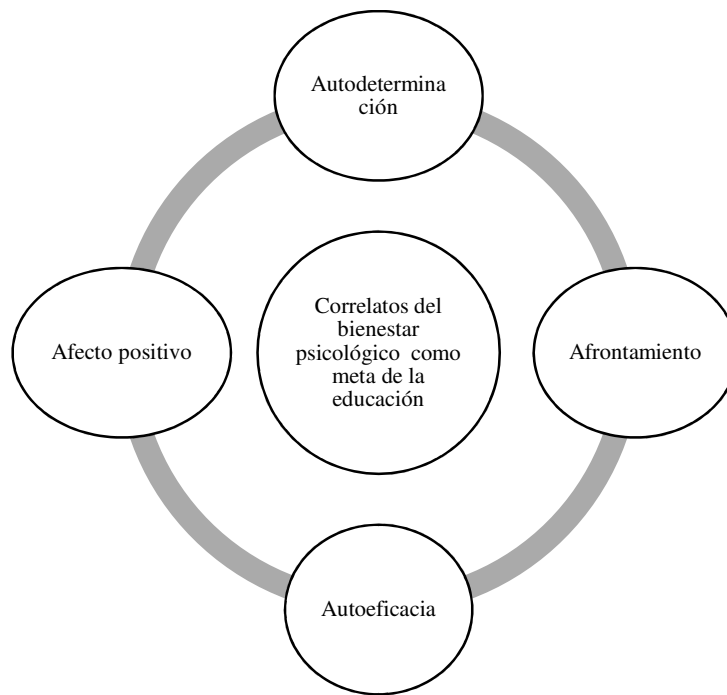 Autodetermina
ción
Correlatos del
bienestar
psicológico como
meta de la
educación
Afecto positivo
Afrontamiento
Autoeficacia